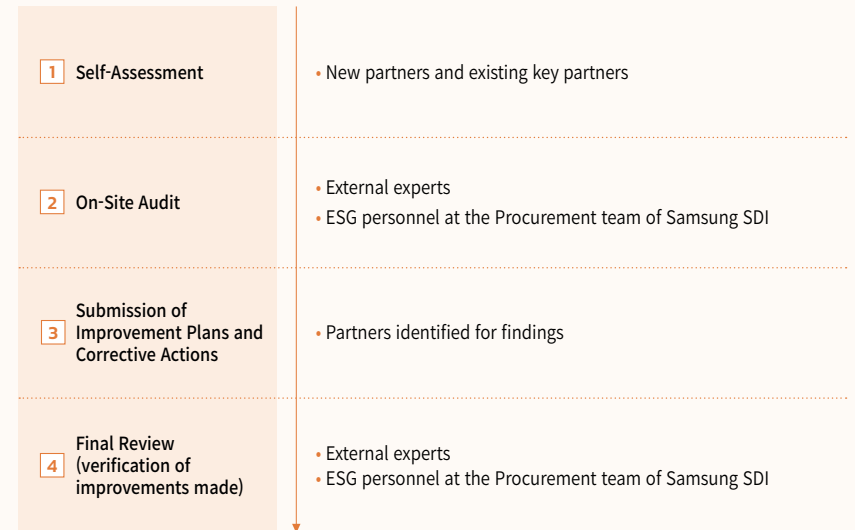 1 Self-Assessment
• New partners and existing key partners
2 On-Site Audit
• External experts
• ESG personnel at the Procurement team of Samsung SDI
3 Submission of
Improvement Plans and
Corrective Actions
• Partners identified for findings
4 Final Review
(verification of
improvements made)
• External experts
• ESG personnel at the Procurement team of Samsung SDI